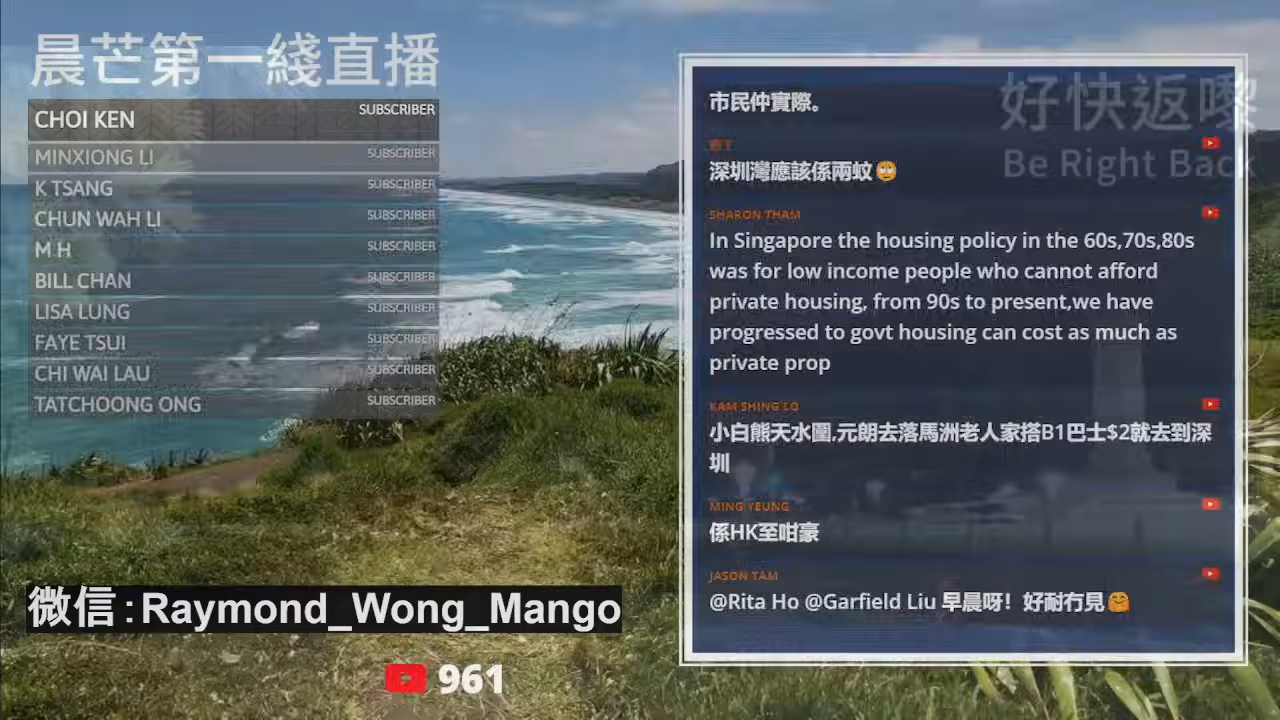 晨芒第一綫直播
CHOI KEN SUBSCRIBER
MINXIONG LI SUBSCRIBER
K TSANG SUBSCRIBER
CHUN WAH LI SUBSCRIBER
M H SUBSCRIBER
BILL CHAN SUBSCRIBER
LISA LUNG SUBSCRIBER
FAYE TSUI SUBSCRIBER
CHI WAI LAU SUBSCRIBER
TATCHOONG ONG SUBSCRIBER
微信:Raymond_Wong_Mango
961
好快返嚟
Be Right Back
市民仲實際。
深圳灣應該係兩蚊🙄
SHARON THAM
In Singapore the housing policy in the 60s,70s,80s
was for low income people who cannot afford
private housing, from 90s to present,we have
progressed to govt housing can cost as much as
private prop
KAM SHING LO
小白熊天水圍,元朗去落馬洲老人家搭B1巴士$2就去到深
圳
MING YEUNG
係HK至咁豪
JASON TAM
@Rita Ho @Garfield Liu 早晨呀！好耐冇見🤗